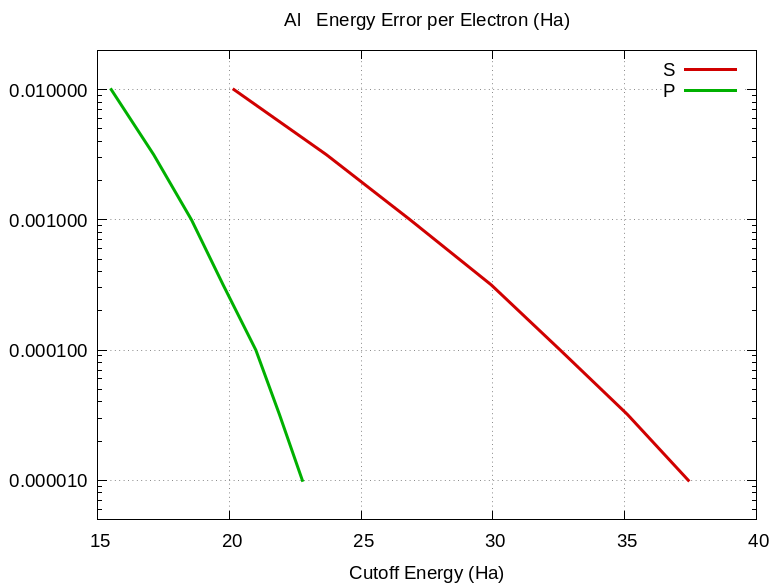 Al Energy Error per Electron (Ha)
S
P
0.010000
0.001000
0.000100
0.000010
15 20 25 30 35 40
Cutoff Energy (Ha)